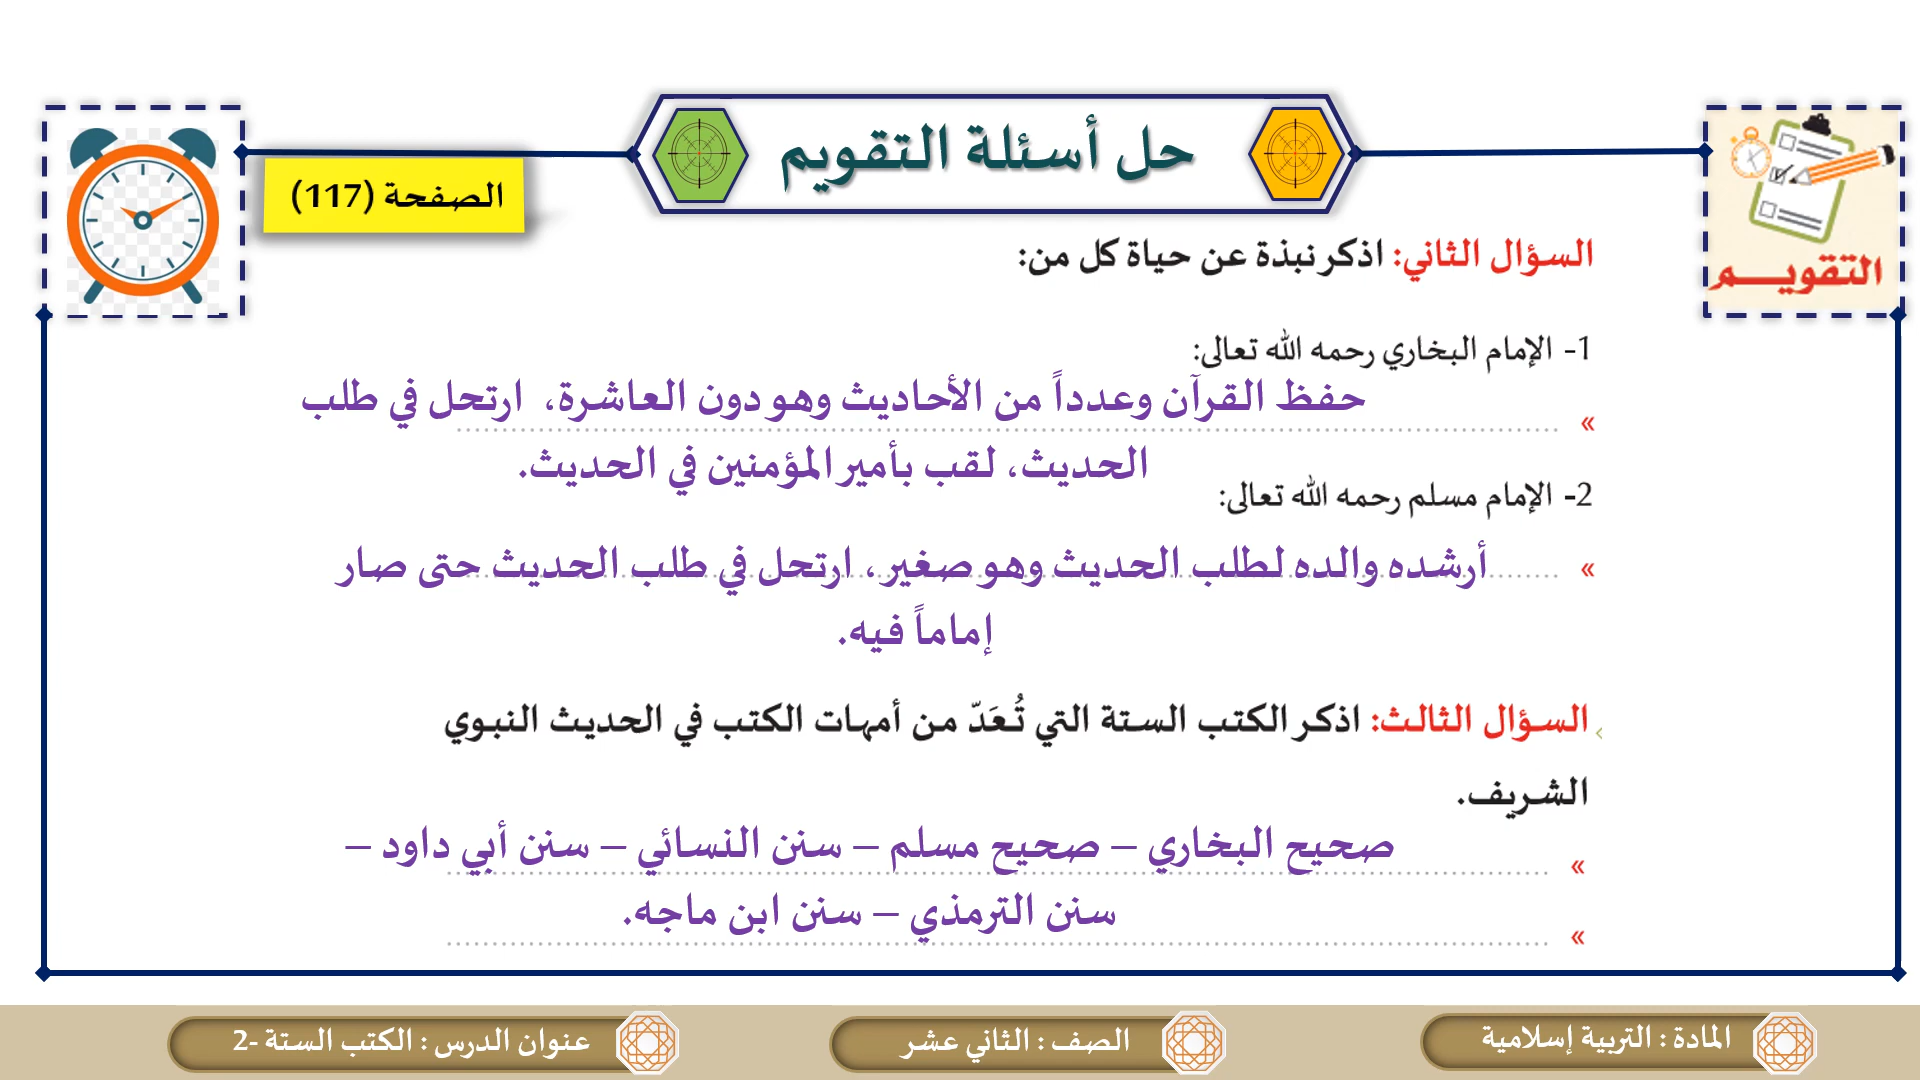 حل أسئلة التقويم
الصفحة (117)
التقويم
السؤال الثاني: اذكر نبذة عن حياة كل من:
1- الإمام البخاري رحمه الله تعالى:
حفظ القرآن وعدداً من الأحاديث وهو دون العاشرة، ارتحل في طلب
الحديث، لقب بأمير المؤمنين في الحديث.
2- الإمام مسلم رحمه الله تعالى:
أرشده والده لطلب الحديث وهو صغير، ارتحل في طلب الحديث حتى صار
إماماً فيه.
السؤال الثالث: اذكر الكتب الستة التي تُعَدّ من أمهات الكتب في الحديث النبوي
الشريف.
صحيح البخاري – صحيح مسلم – سنن النسائي – سنن أبي داود –
سنن الترمذي – سنن ابن ماجه.
المادة : التربية إسلامية
الصف : الثاني عشر
عنوان الدرس : الكتب الستة -2